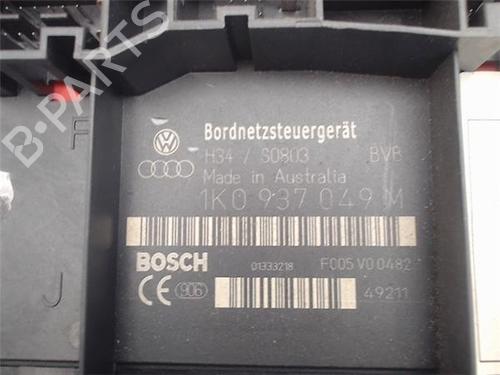 B-PARTS
Bordnetzsteuergerät
H34 / S0803 BVB
Made in Australia
1K0 937 049 M
BOSCH 01333218 F005 V0 0482
CE 906 49211
F
J